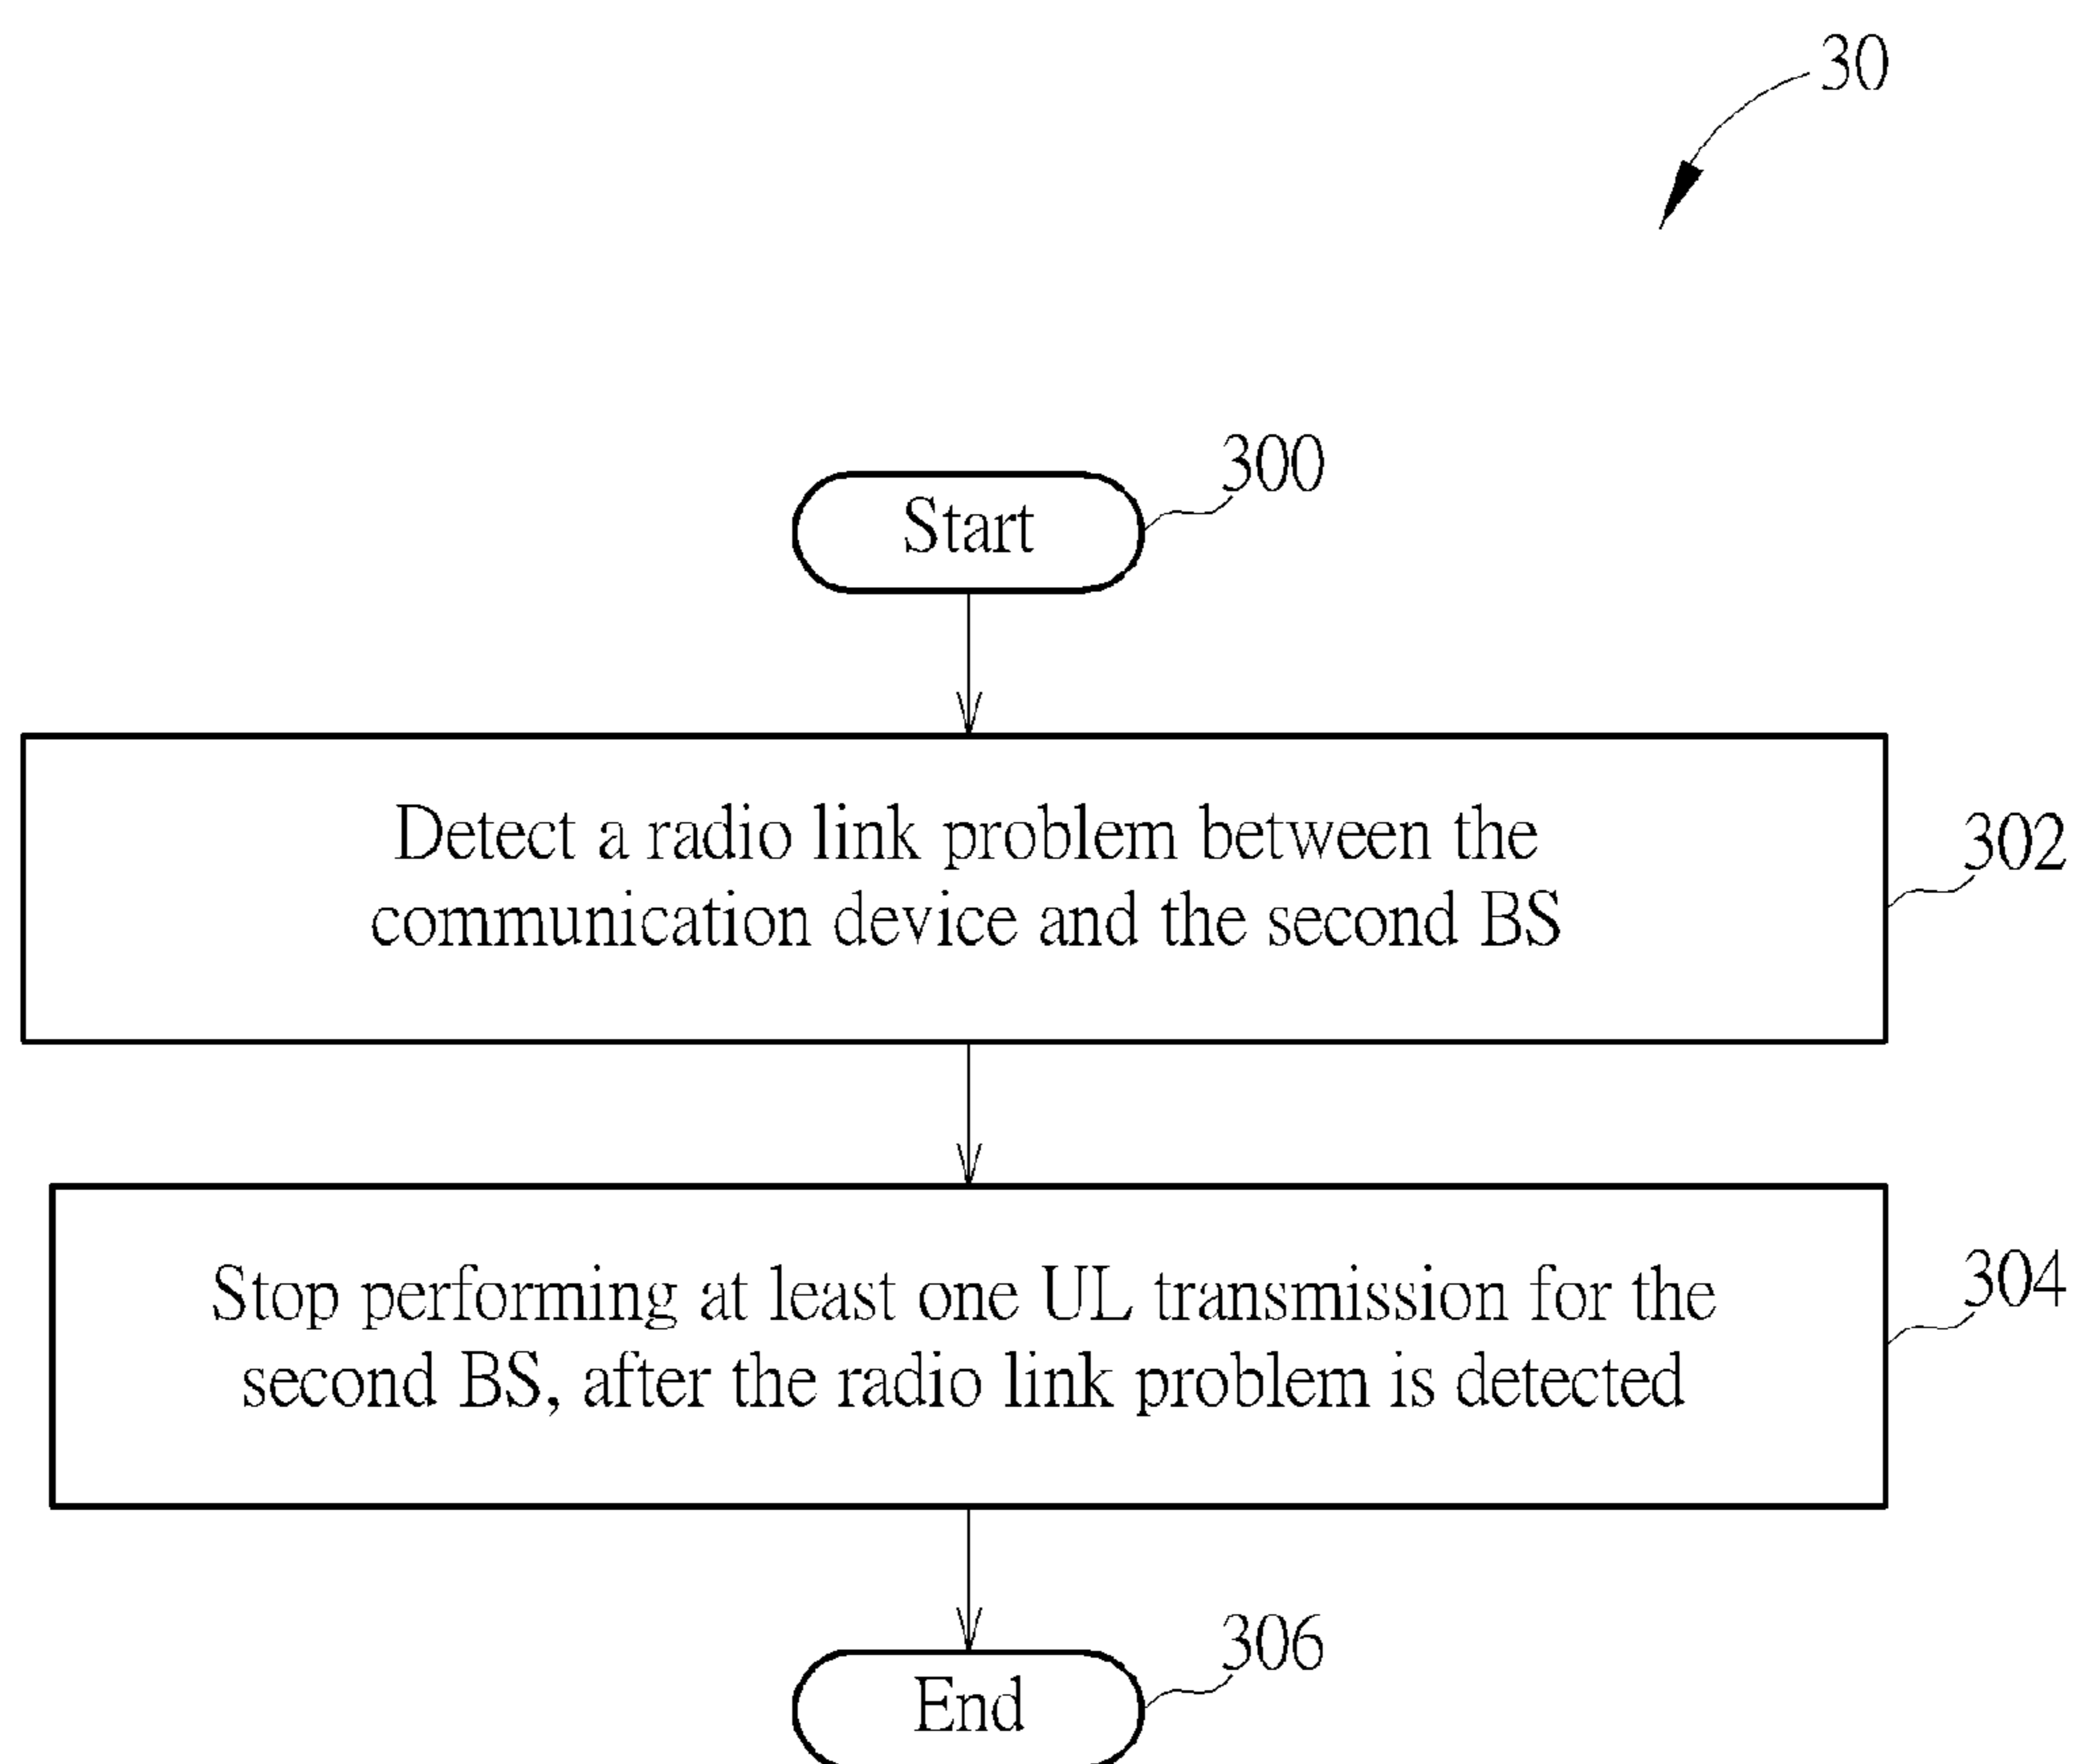 30
300
Start
Detect a radio link problem between the
communication device and the second BS
302
Stop performing at least one UL transmission for the
second BS, after the radio link problem is detected
304
306
End